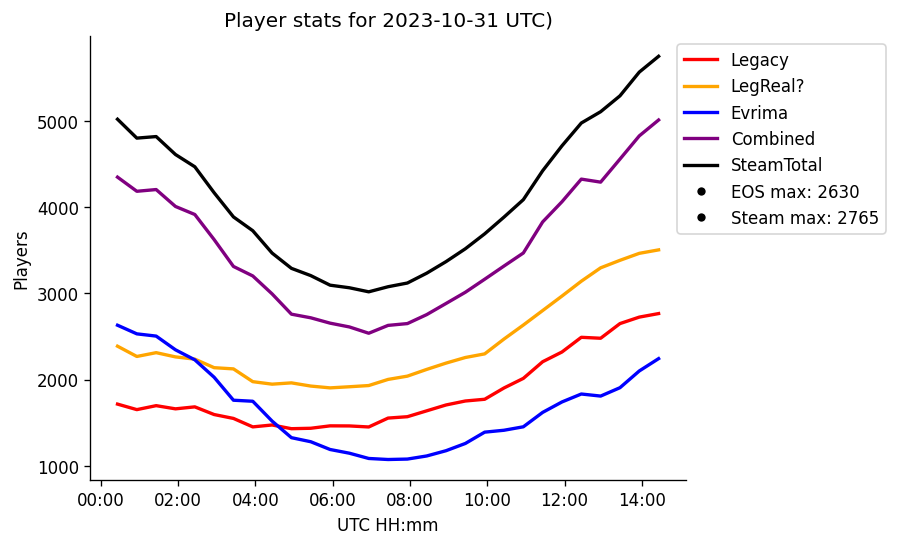 Player stats for 2023-10-31 UTC)
Legacy
LegReal?
Evrima
Combined
SteamTotal
EOS max: 2630
Steam max: 2765
Players
5000
4000
3000
2000
1000
00:00 02:00 04:00 06:00 08:00 10:00 12:00 14:00
UTC HH:mm